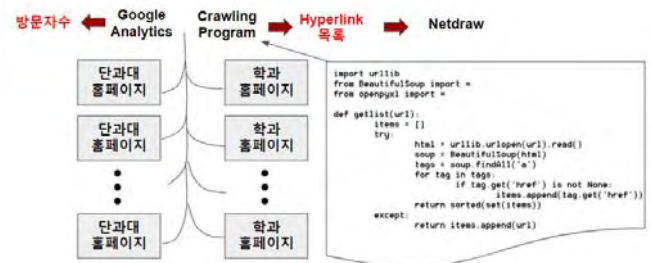 방문자수
Google
Analytics
Crawling
Program
Hyperlink
목록
Netdraw
단과대
홈페이지
학과
홈페이지
단과대
홈페이지
학과
홈페이지
단과대
홈페이지
학과
홈페이지
import urllib
from BeautifulSoup import *
from openpyxl import *
def getlist(url):
items = []
try:
html = urllib.urlopen(url).read()
soup = BeautifulSoup(html)
tags = soup.findAll('a')
for tag in tags:
if tag.get('href') is not None:
items.append(tag.get('href'))
return sorted(set(items))
except:
return items.append(url)